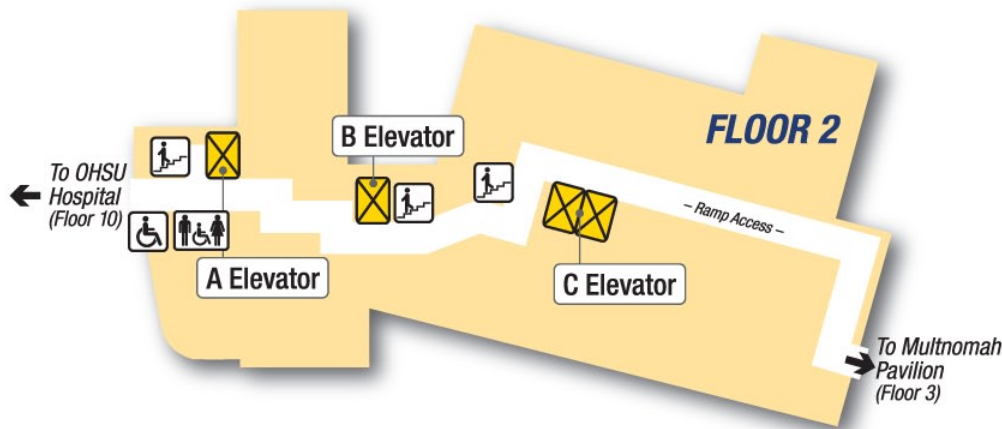 FLOOR 2
B Elevator
To OHSU
Hospital
(Floor 10)
– Ramp Access –
A Elevator
C Elevator
To Multnomah
Pavilion
(Floor 3)